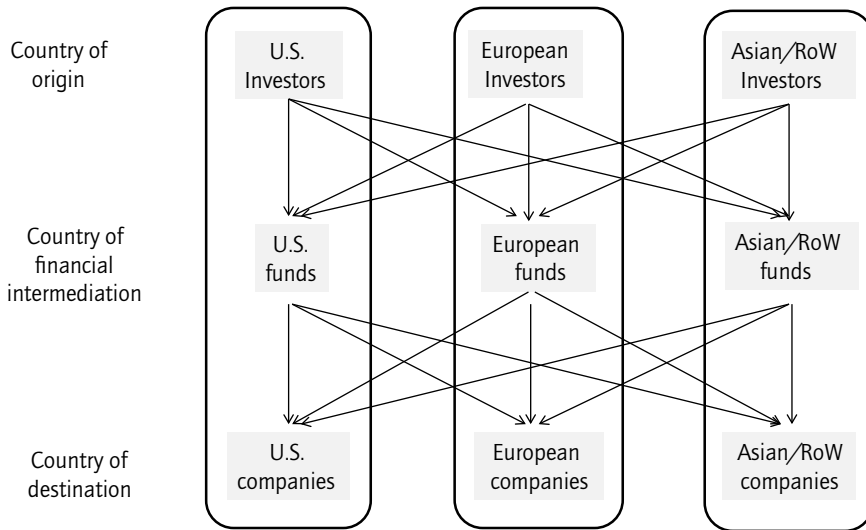 Country of
origin
U.S.
Investors
European
Investors
Asian/RoW
Investors
Country of
financial
intermediation
U.S.
funds
European
funds
Asian/RoW
funds
Country of
destination
U.S.
companies
European
companies
Asian/RoW
companies